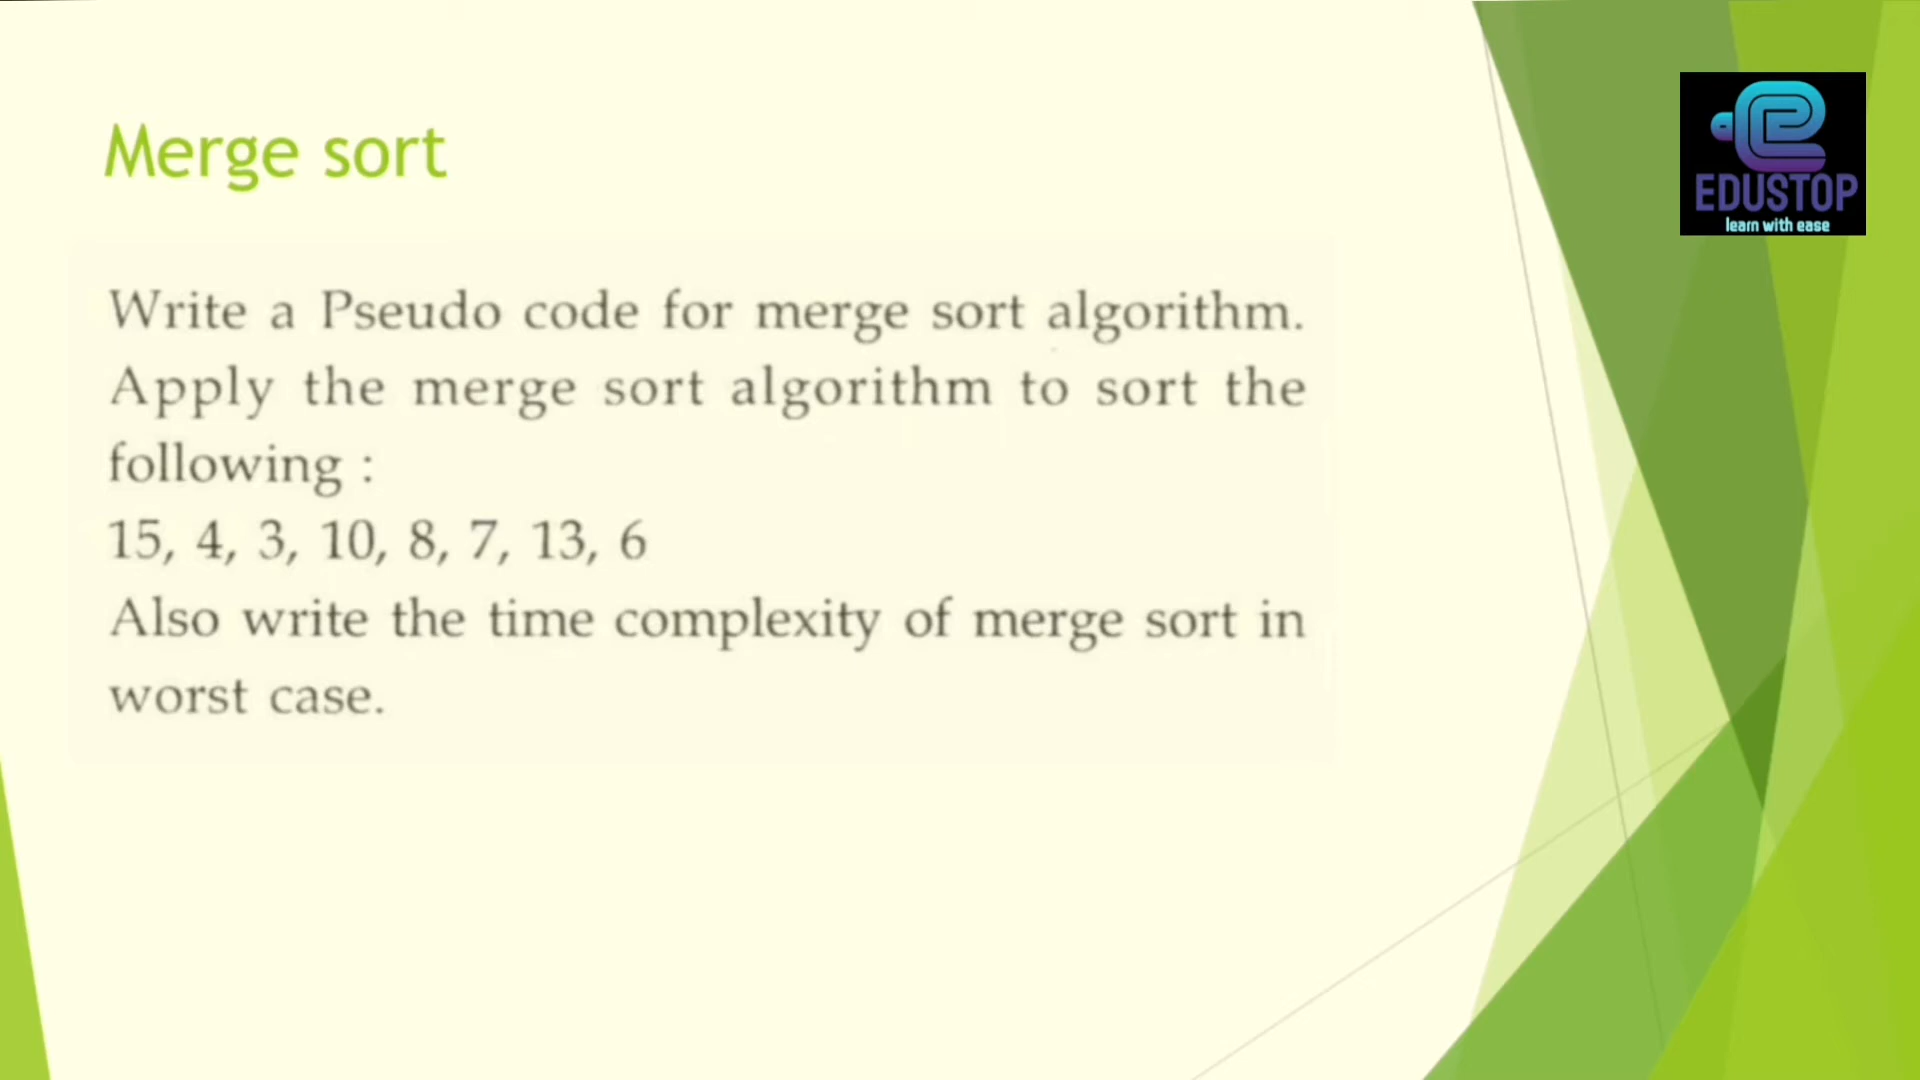 EDUSTOP
learn with ease
Merge sort
Write a Pseudo code for merge sort algorithm.
Apply the merge sort algorithm to sort the
following :
15, 4, 3, 10, 8, 7, 13, 6
Also write the time complexity of merge sort in
worst case.